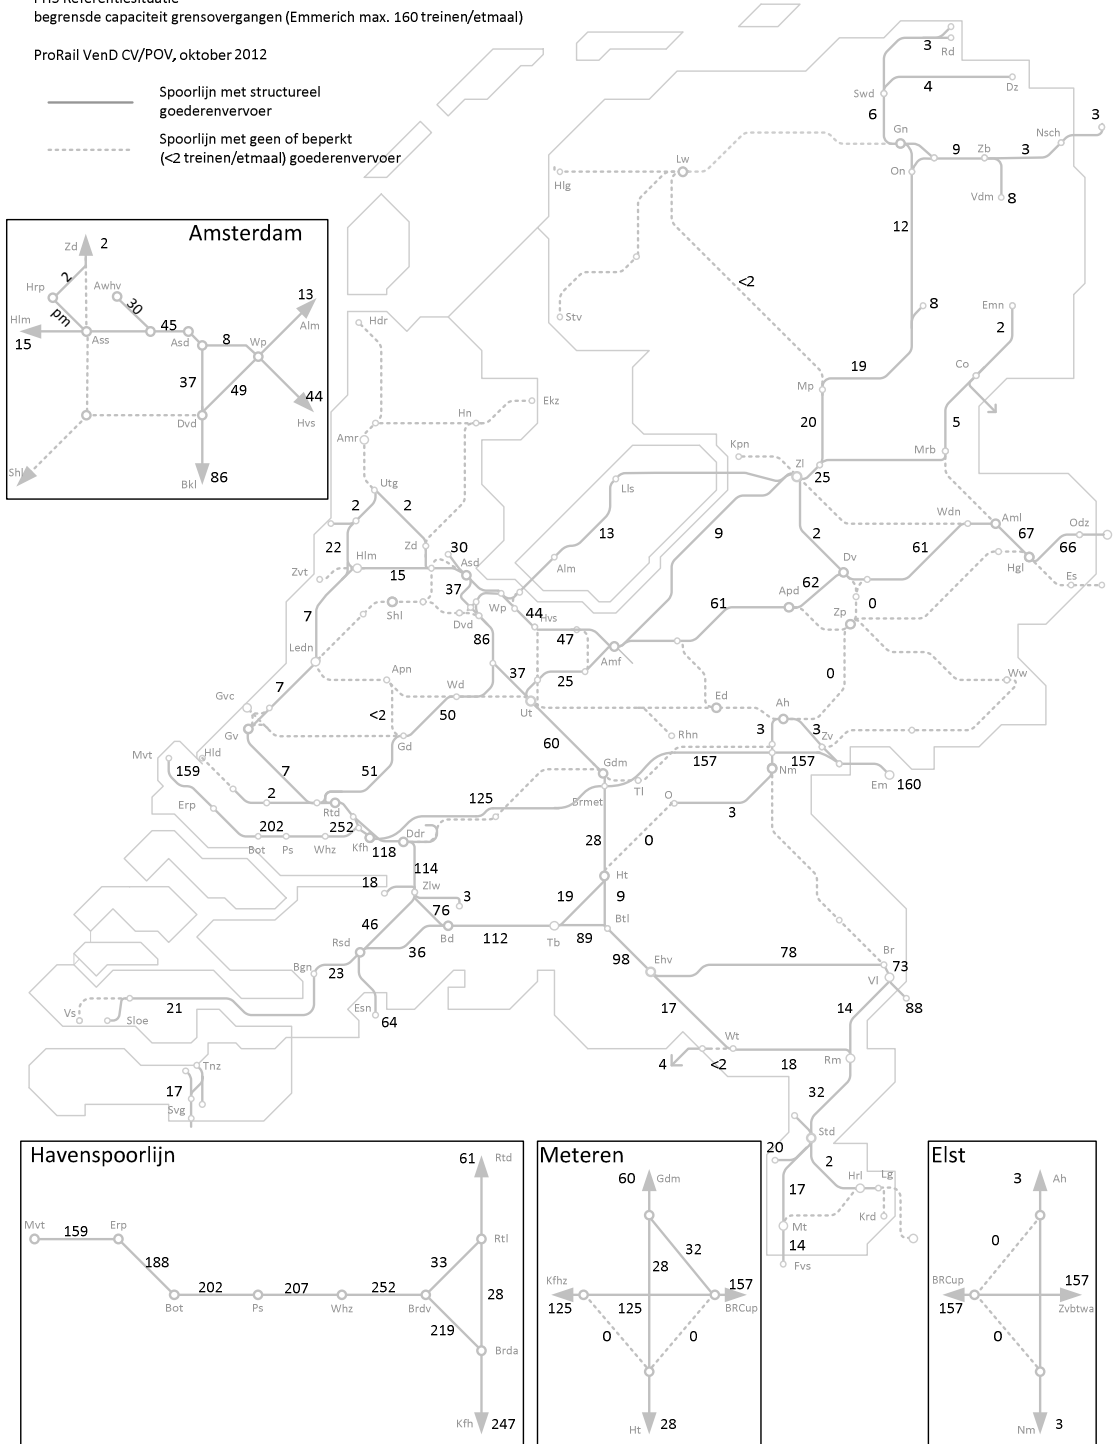 PHS Referentiesituatie
begrensde capaciteit grensovergangen (Emmerich max. 160 treinen/etmaal)
ProRail VenD CV/POV, oktober 2012
Spoorlijn met structureel
goederenvervoer
Spoorlijn met geen of beperkt
(<2 treinen/etmaal) goederenvervoer
3
Rd
4
Dz
Swd
6
Gn
Nsch
3
9
Zb
3
On
Vdm
8
Lw
Hlg
12
<2
Stv
8
Emn
2
Co
19
Mp
20
5
Mrb
Kpn
Zl
25
Hdr
Hn
Ekz
Amr
Utg
2
2
22
Zd
30
Asd
Hlm
Zvt
15
37
Lls
13
Alm
9
2
Wdn
Aml
67
Odz
66
61
Hgl
Es
Dv
62
Apd
61
0
Zp
7
Shl
Dvd
Wp
44
Hvs
86
47
Amf
Ledn
Apn
37
25
0
Ww
7
Gvc
Wd
Ut
Ed
Gv
<2
50
Gd
Rhn
Ah
3
3
Zv
Mvt
Hld
159
60
Gdm
157
157
Nm
Em
160
7
51
Tl
Erp
2
125
Brmet
O
3
Rtd
202
252
Bot
Ps
Whz
Kfh
118
Ddr
28
0
114
18
Zlw
3
Ht
19
9
76
46
Btl
Rsd
36
Bd
112
Tb
89
98
Bgn
23
Ehv
78
Br
73
Vl
Vs
21
Sloe
Esn
64
17
14
88
Wt
4
<2
18
Rm
Tnz
17
Svg
32
Std
20
2
17
Hrl
Lg
Krd
Mt
14
Fvs
Amsterdam
Zd
2
Hrp
2
Awhv
pm
30
13
Hlm
45
Alm
15
Ass
Asd
8
Wp
37
49
44
Dvd
Hvs
Shl
Bkl
86
Havenspoorlijn
61
Rtd
Mvt
159
Erp
Rtl
188
33
202
207
252
28
Bot
Ps
Whz
Brdv
219
Brda
Kfh
247
Meteren
60
Gdm
32
28
Kfhz
157
125
125
BRCup
0
0
Ht
28
Elst
3
Ah
0
BRCup
157
157
Zvbtwa
0
Nm
3